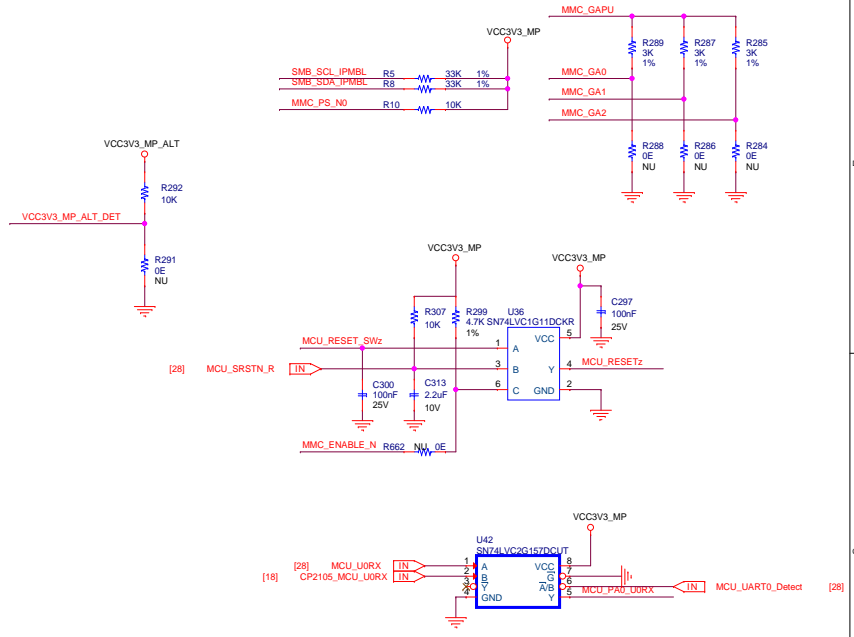 MMC_GAPU
VCC3V3_MP
R289
3K
1%
R287
3K
1%
R285
3K
1%
SMB_SCL_IPMBL R5 33K 1%
SMB_SDA_IPMBL R8 33K 1%
MMC_PS_N0 R10 10K
MMC_GA0
MMC_GA1
MMC_GA2
R288
0E
NU
R286
0E
NU
R284
0E
NU
VCC3V3_MP_ALT
R292
10K
VCC3V3_MP_ALT_DET
R291
0E
NU
VCC3V3_MP
VCC3V3_MP
R307
10K
R299
4.7K
1%
U36
SN74LVC1G11DCKR
C297
100nF
25V
MCU_RESET_SWz
1 A
VCC 5
[28] MCU_SRSTN_R IN
3 B
Y 4
MCU_RESETz
6 C
GND 2
C300
100nF
25V
C313
2.2uF
10V
MMC_ENABLE_N R662 NU 0E
VCC3V3_MP
U42
SN74LVC2G157DCUT
[28] MCU_U0RX IN 1 A VCC 8
[18] CP2105_MCU_U0RX IN 2 B G 7
3 Y A/B 6 IN MCU_UART0_Detect [28]
4 GND Y 5 MCU_PA0_U0RX